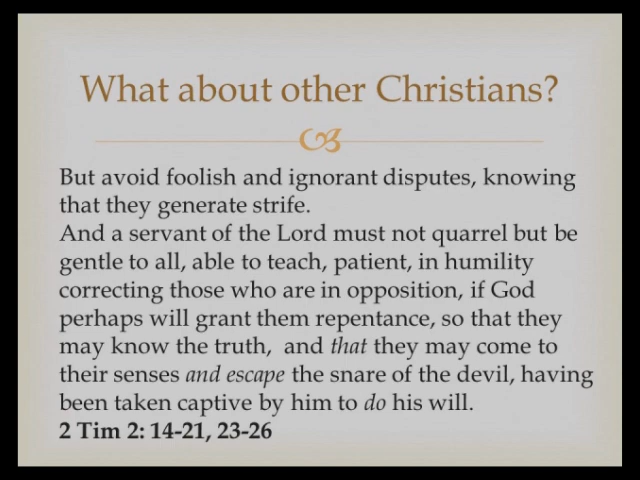 What about other Christians?
But avoid foolish and ignorant disputes, knowing
that they generate strife.
And a servant of the Lord must not quarrel but be
gentle to all, able to teach, patient, in humility
correcting those who are in opposition, if God
perhaps will grant them repentance, so that they
may know the truth,  and that they may come to
their senses and escape the snare of the devil, having
been taken captive by him to do his will.
2 Tim 2: 14-21, 23-26